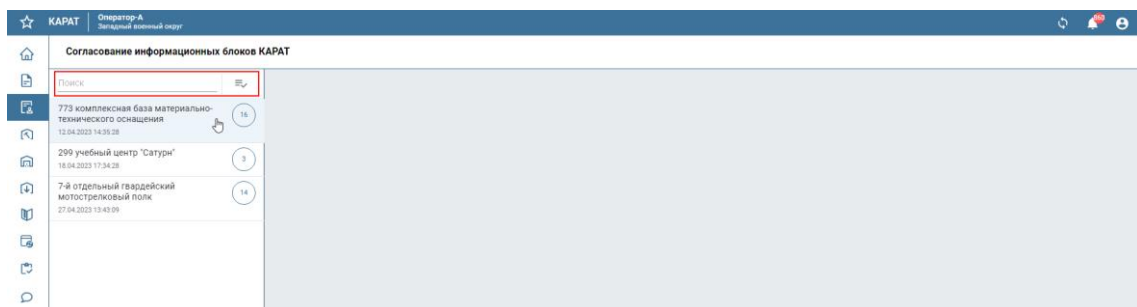 КАРАТ
Оператор-А
Западный военный округ
Согласование информационных блоков КАРАТ
Поиск
773 комплексная база материально-
технического оснащения
12.04.2023 14:35:28
16
299 учебный центр "Сатурн"
18.04.2023 17:34:28
3
7-й отдельный гвардейский
мотострелковый полк
27.04.2023 13:43:09
14